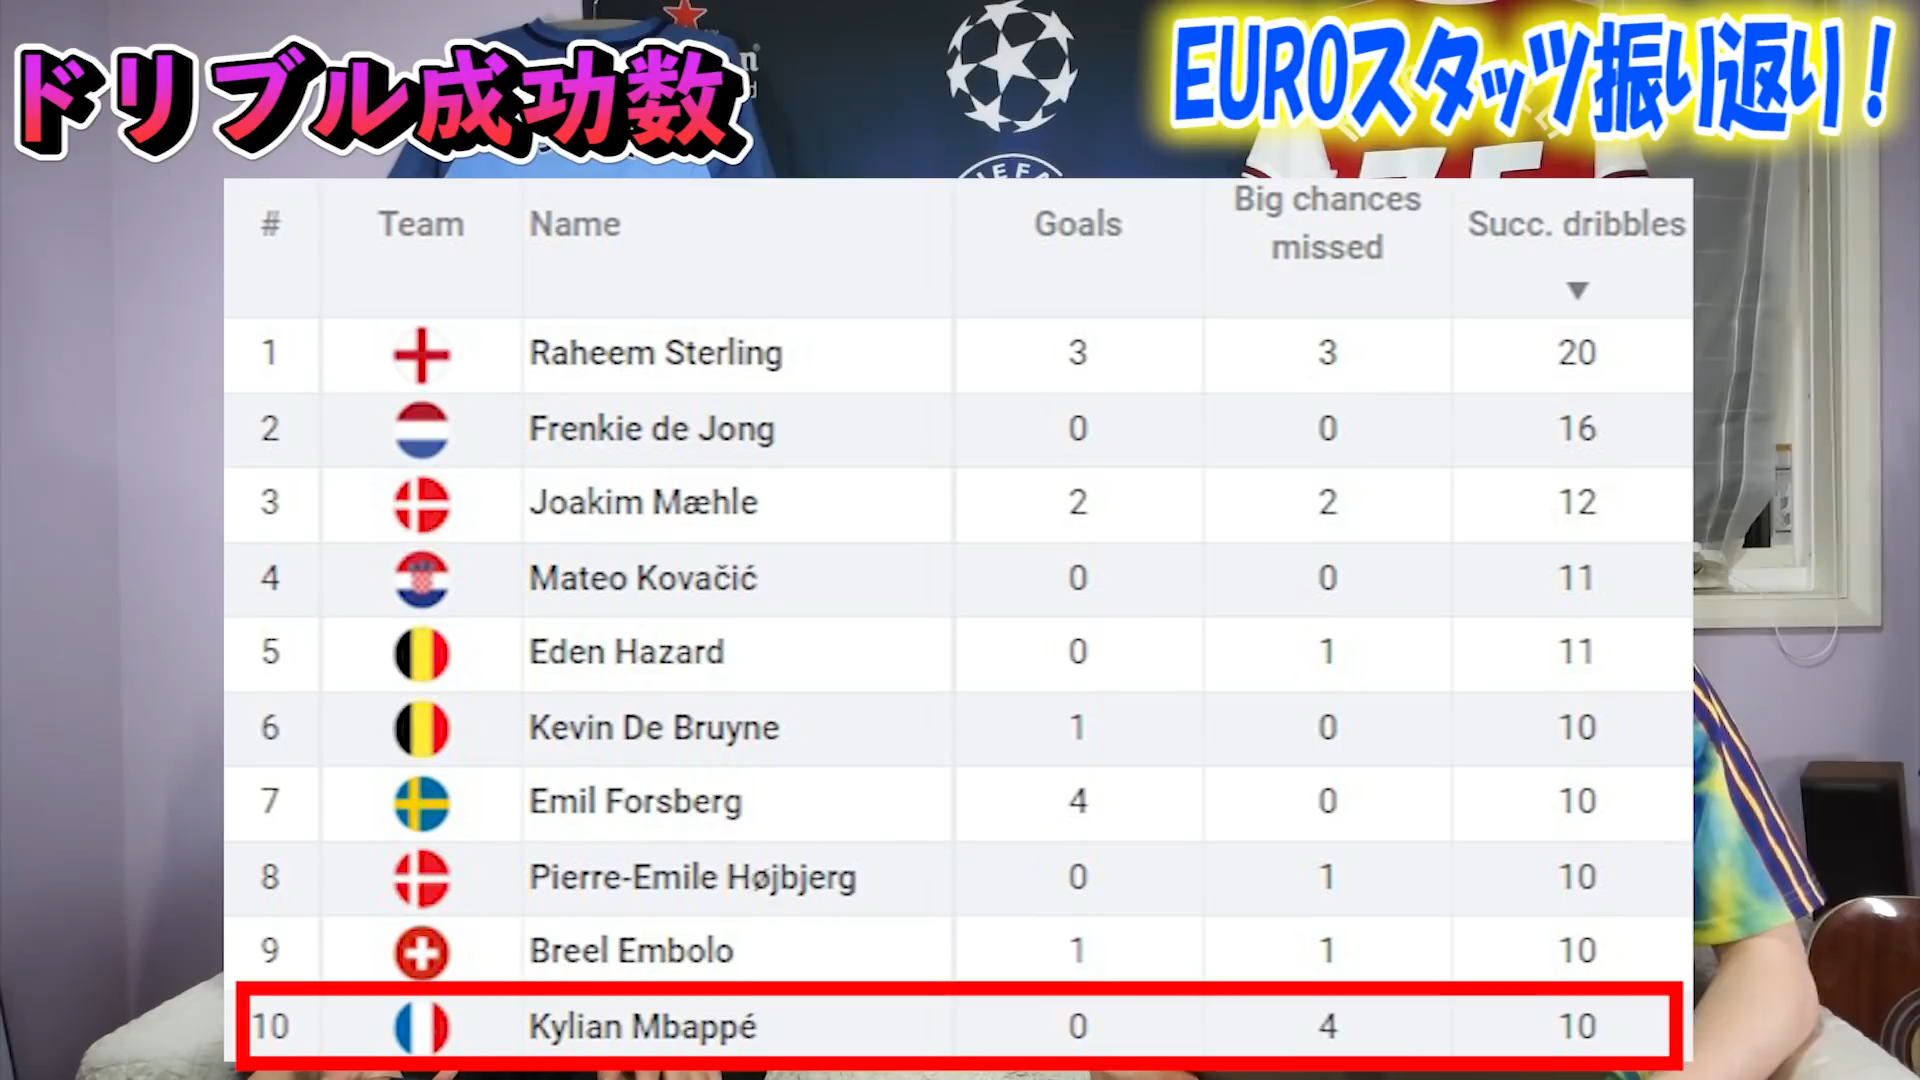 ドリブル成功数
EUROスタッツ振り返り！
UEFA
75
# Team Name Goals Big chances missed Succ. dribbles ▼
1 Raheem Sterling 3 3 20
2 Frenkie de Jong 0 0 16
3 Joakim Mæhle 2 2 12
4 Mateo Kovačić 0 0 11
5 Eden Hazard 0 1 11
6 Kevin De Bruyne 1 0 10
7 Emil Forsberg 4 0 10
8 Pierre-Emile Højbjerg 0 1 10
9 Breel Embolo 1 1 10
10 Kylian Mbappé 0 4 10